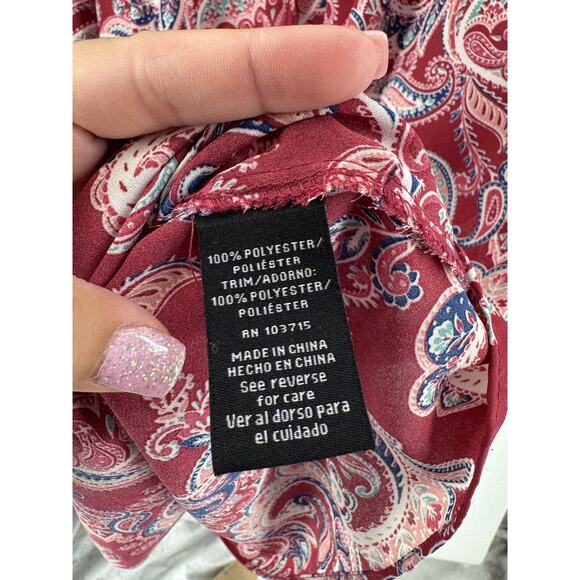 100% POLYESTER/
POLIÉSTER
TRIM/ADORNO:
100% POLYESTER/
POLIÉSTER
RN 103715
MADE IN CHINA
HECHO EN CHINA
See reverse
for care
Ver al dorso para
el cuidado